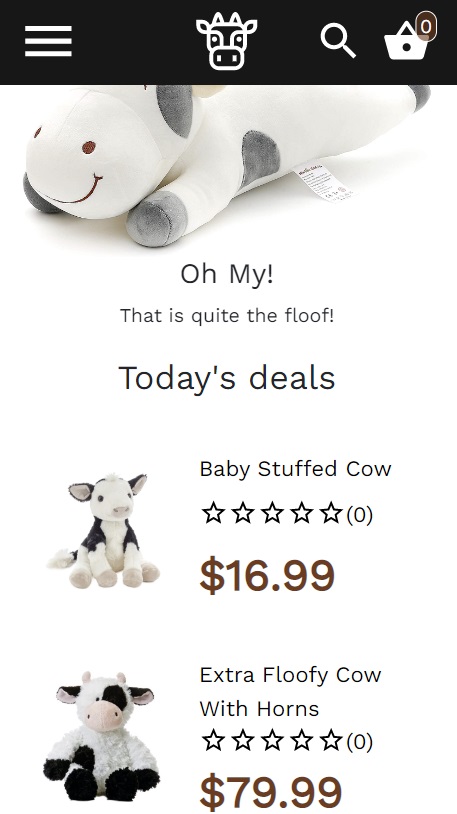 0
Oh My!
That is quite the floof!
Today's deals
Baby Stuffed Cow
(0)
$16.99
Extra Floofy Cow
With Horns
(0)
$79.99